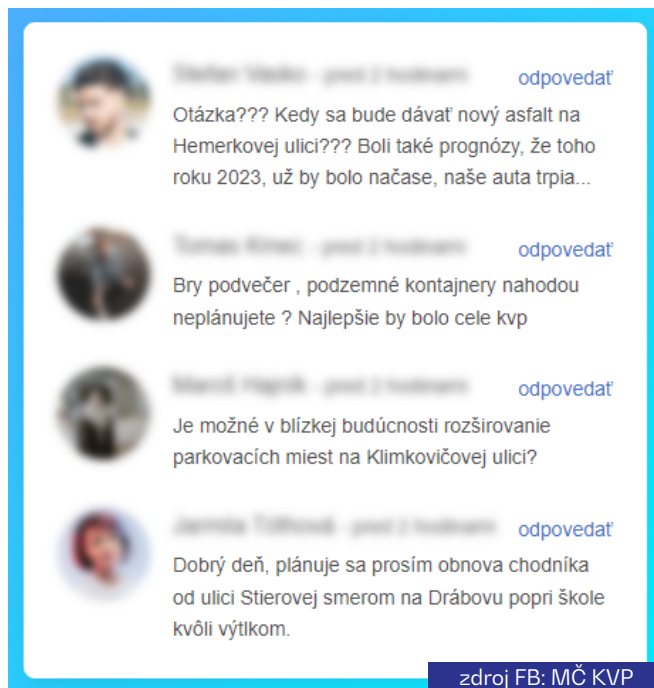 odpovedať
Otázka??? Kedy sa bude dávať nový asfalt na
Hemerkovej ulici??? Boli také prognózy, že toho
roku 2023, už by bolo načase, naše auta trpia...
odpovedať
Bry podvečer , podzemné kontajnery nahodou
neplánujete ? Najlepšie by bolo cele kvp
odpovedať
Je možné v blízkej budúcnosti rozširovanie
parkovacích miest na Klimkovičovej ulici?
odpovedať
Dobrý deň, plánuje sa prosím obnova chodníka
od ulici Stierovej smerom na Drábovu popri škole
kvôli výtlkom.
zdroj FB: MČ KVP